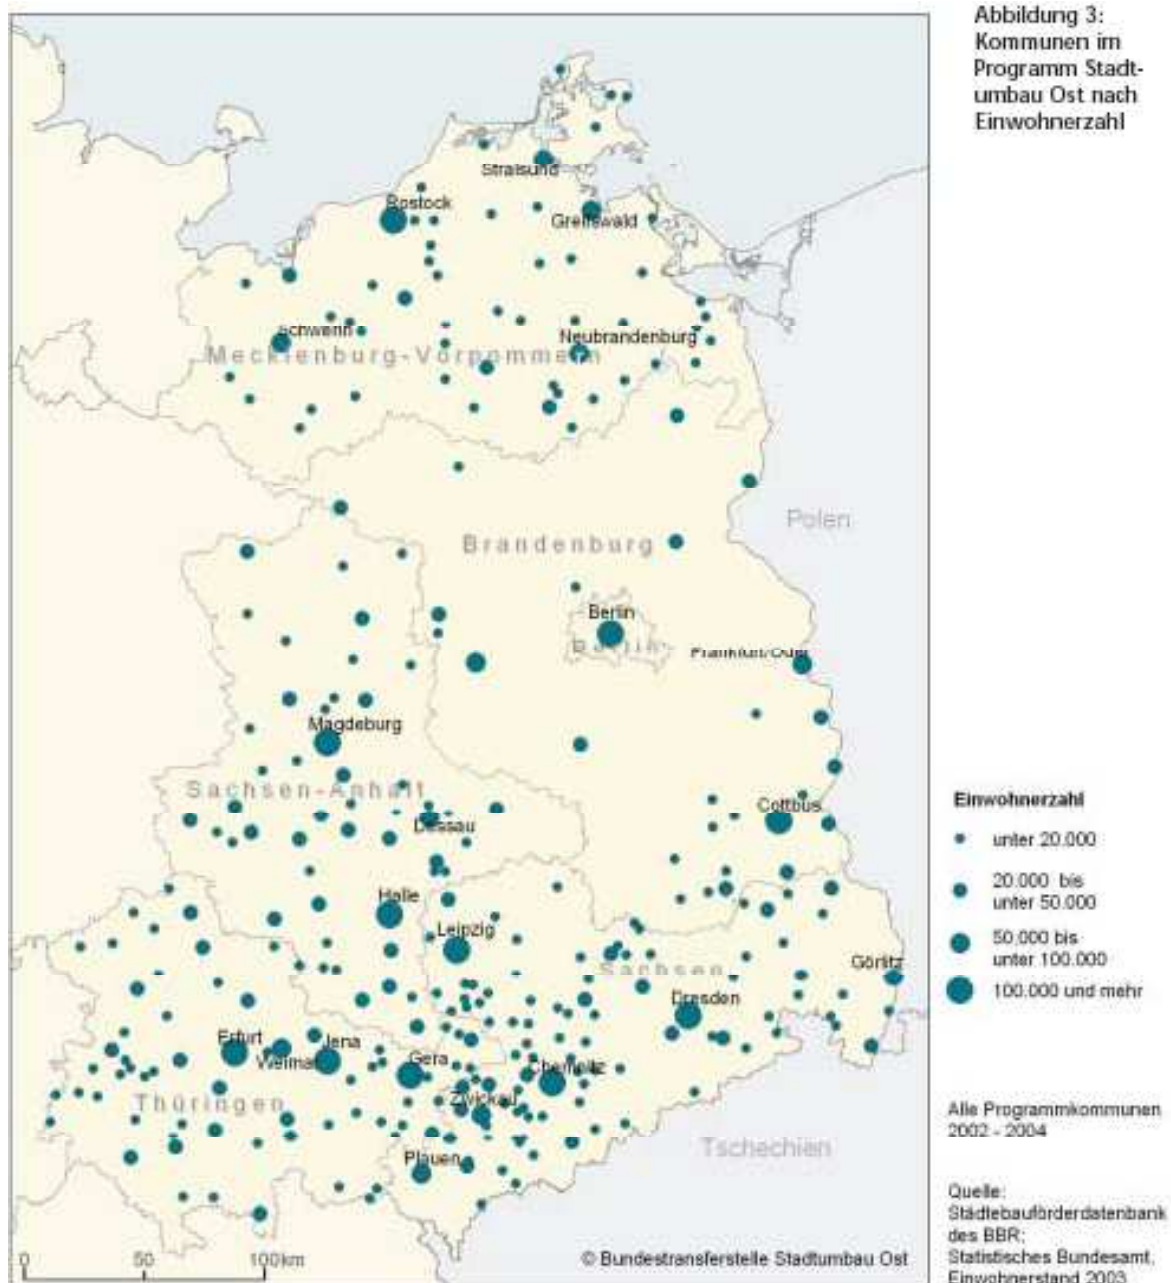 Abbildung 3:
Kommunen im
Programm Stadt-
umbau Ost nach
Einwohnerzahl
Stralsund
Rostock
Greifswald
Schwerin
Neubrandenburg
Mecklenburg-Vorpommern
Polen
Brandenburg
Berlin
Berlin
Frankfurt/Oder
Magdeburg
Sachsen-Anhalt
Cottbus
Dessau
Halle
Leipzig
Sachsen
Görlitz
Dresden
Erfurt
Weimar
Jena
Gera
Chemnitz
Zwickau
Thüringen
Plauen
Tschechien
Einwohnerzahl
unter 20.000
20.000 bis
unter 50.000
50.000 bis
unter 100.000
100.000 und mehr
Alle Programmkommunen
2002 - 2004
Quelle:
Städtebauförderdatenbank
des BBR;
Statistisches Bundesamt,
Einwohnerstand 2003
0 50 100km
© Bundestransferstelle Stadtumbau Ost